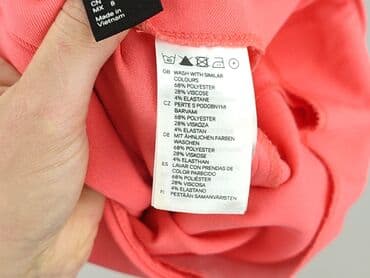 CN
MX 8
Made in
Vietnam
GB WASH WITH SIMILAR
COLOURS
68% POLYESTER
28% VISCOSE
4% ELASTANE
CZ PERTE S PODOBNÝMI
BARVAMI
68% POLYESTER
28% VISKÓZA
4% ELASTAN
DE MIT ÄHNLICHEN FARBEN
WASCHEN
68% POLYESTER
28% VISKOSE
4% ELASTHAN
ES LAVAR CON PRENDAS DE
COLOR PARECIDO
68% POLIÉSTER
28% VISCOSA
4% ELASTANO
FI PESTÄÄN SAMANVÄRISTEN